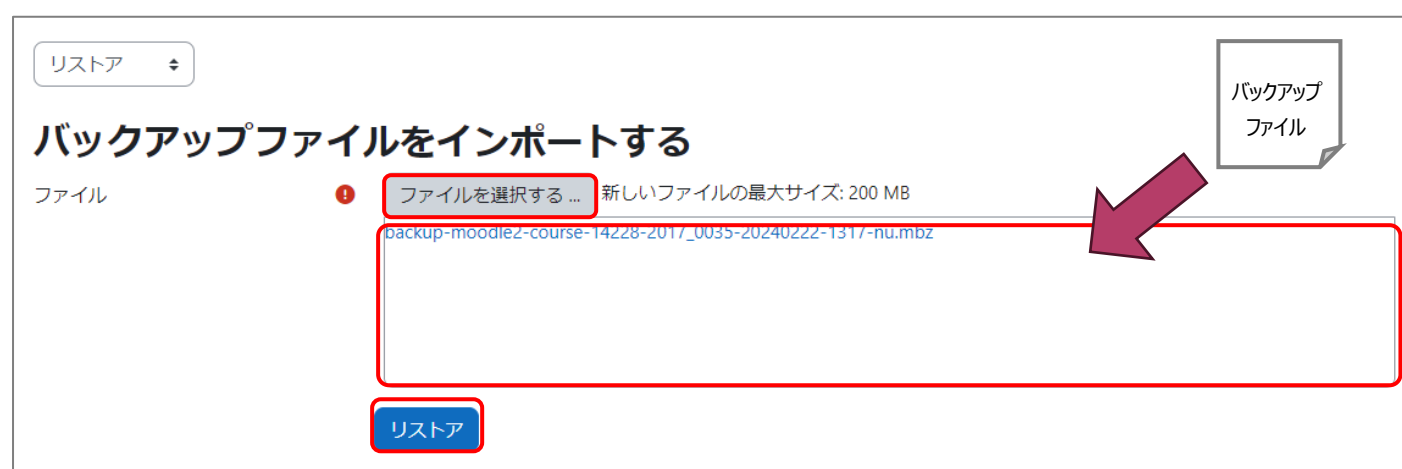 リストア
バックアップ
ファイル
バックアップファイルをインポートする
ファイル
ファイルを選択する ...
新しいファイルの最大サイズ: 200 MB
backup-moodle2-course-14228-2017_0035-20240222-1317-nu.mbz
リストア